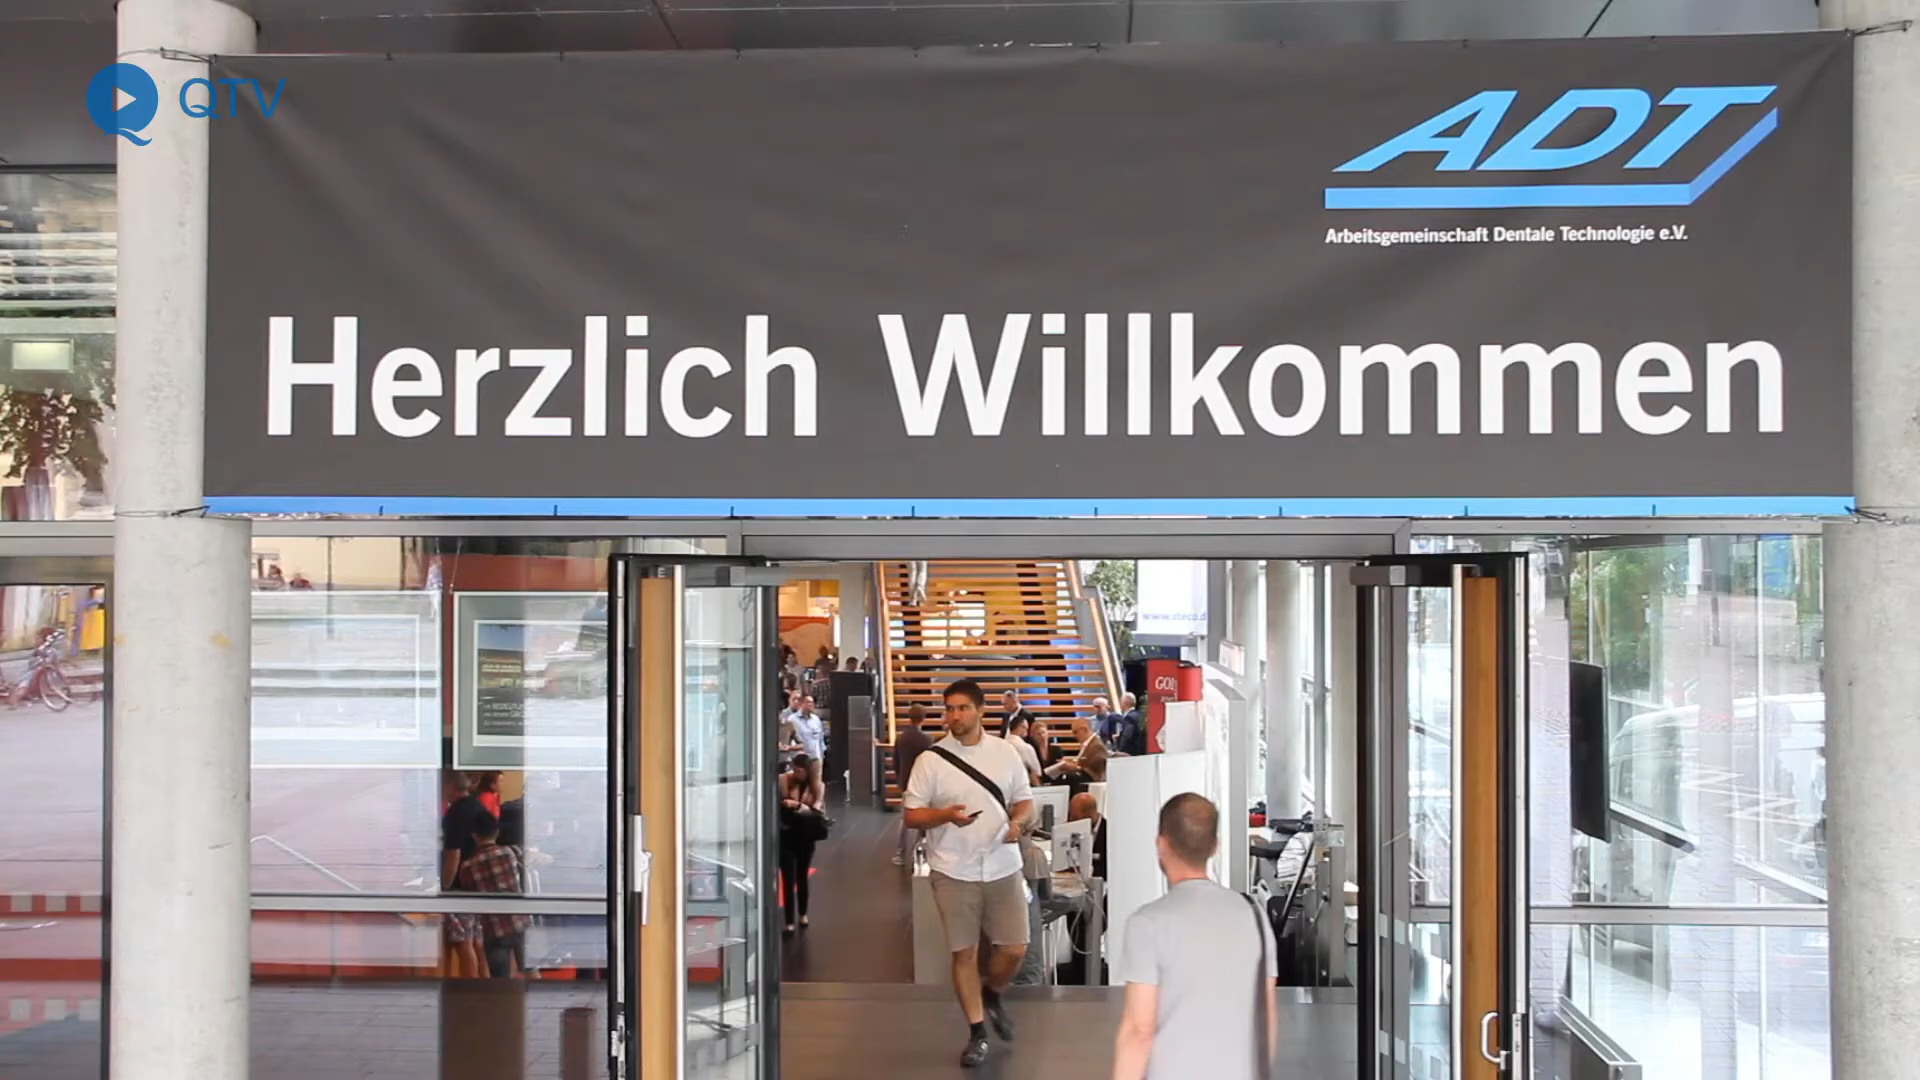 QTV
ADT
Arbeitsgemeinschaft Dentale Technologie e.V.
Herzlich Willkommen